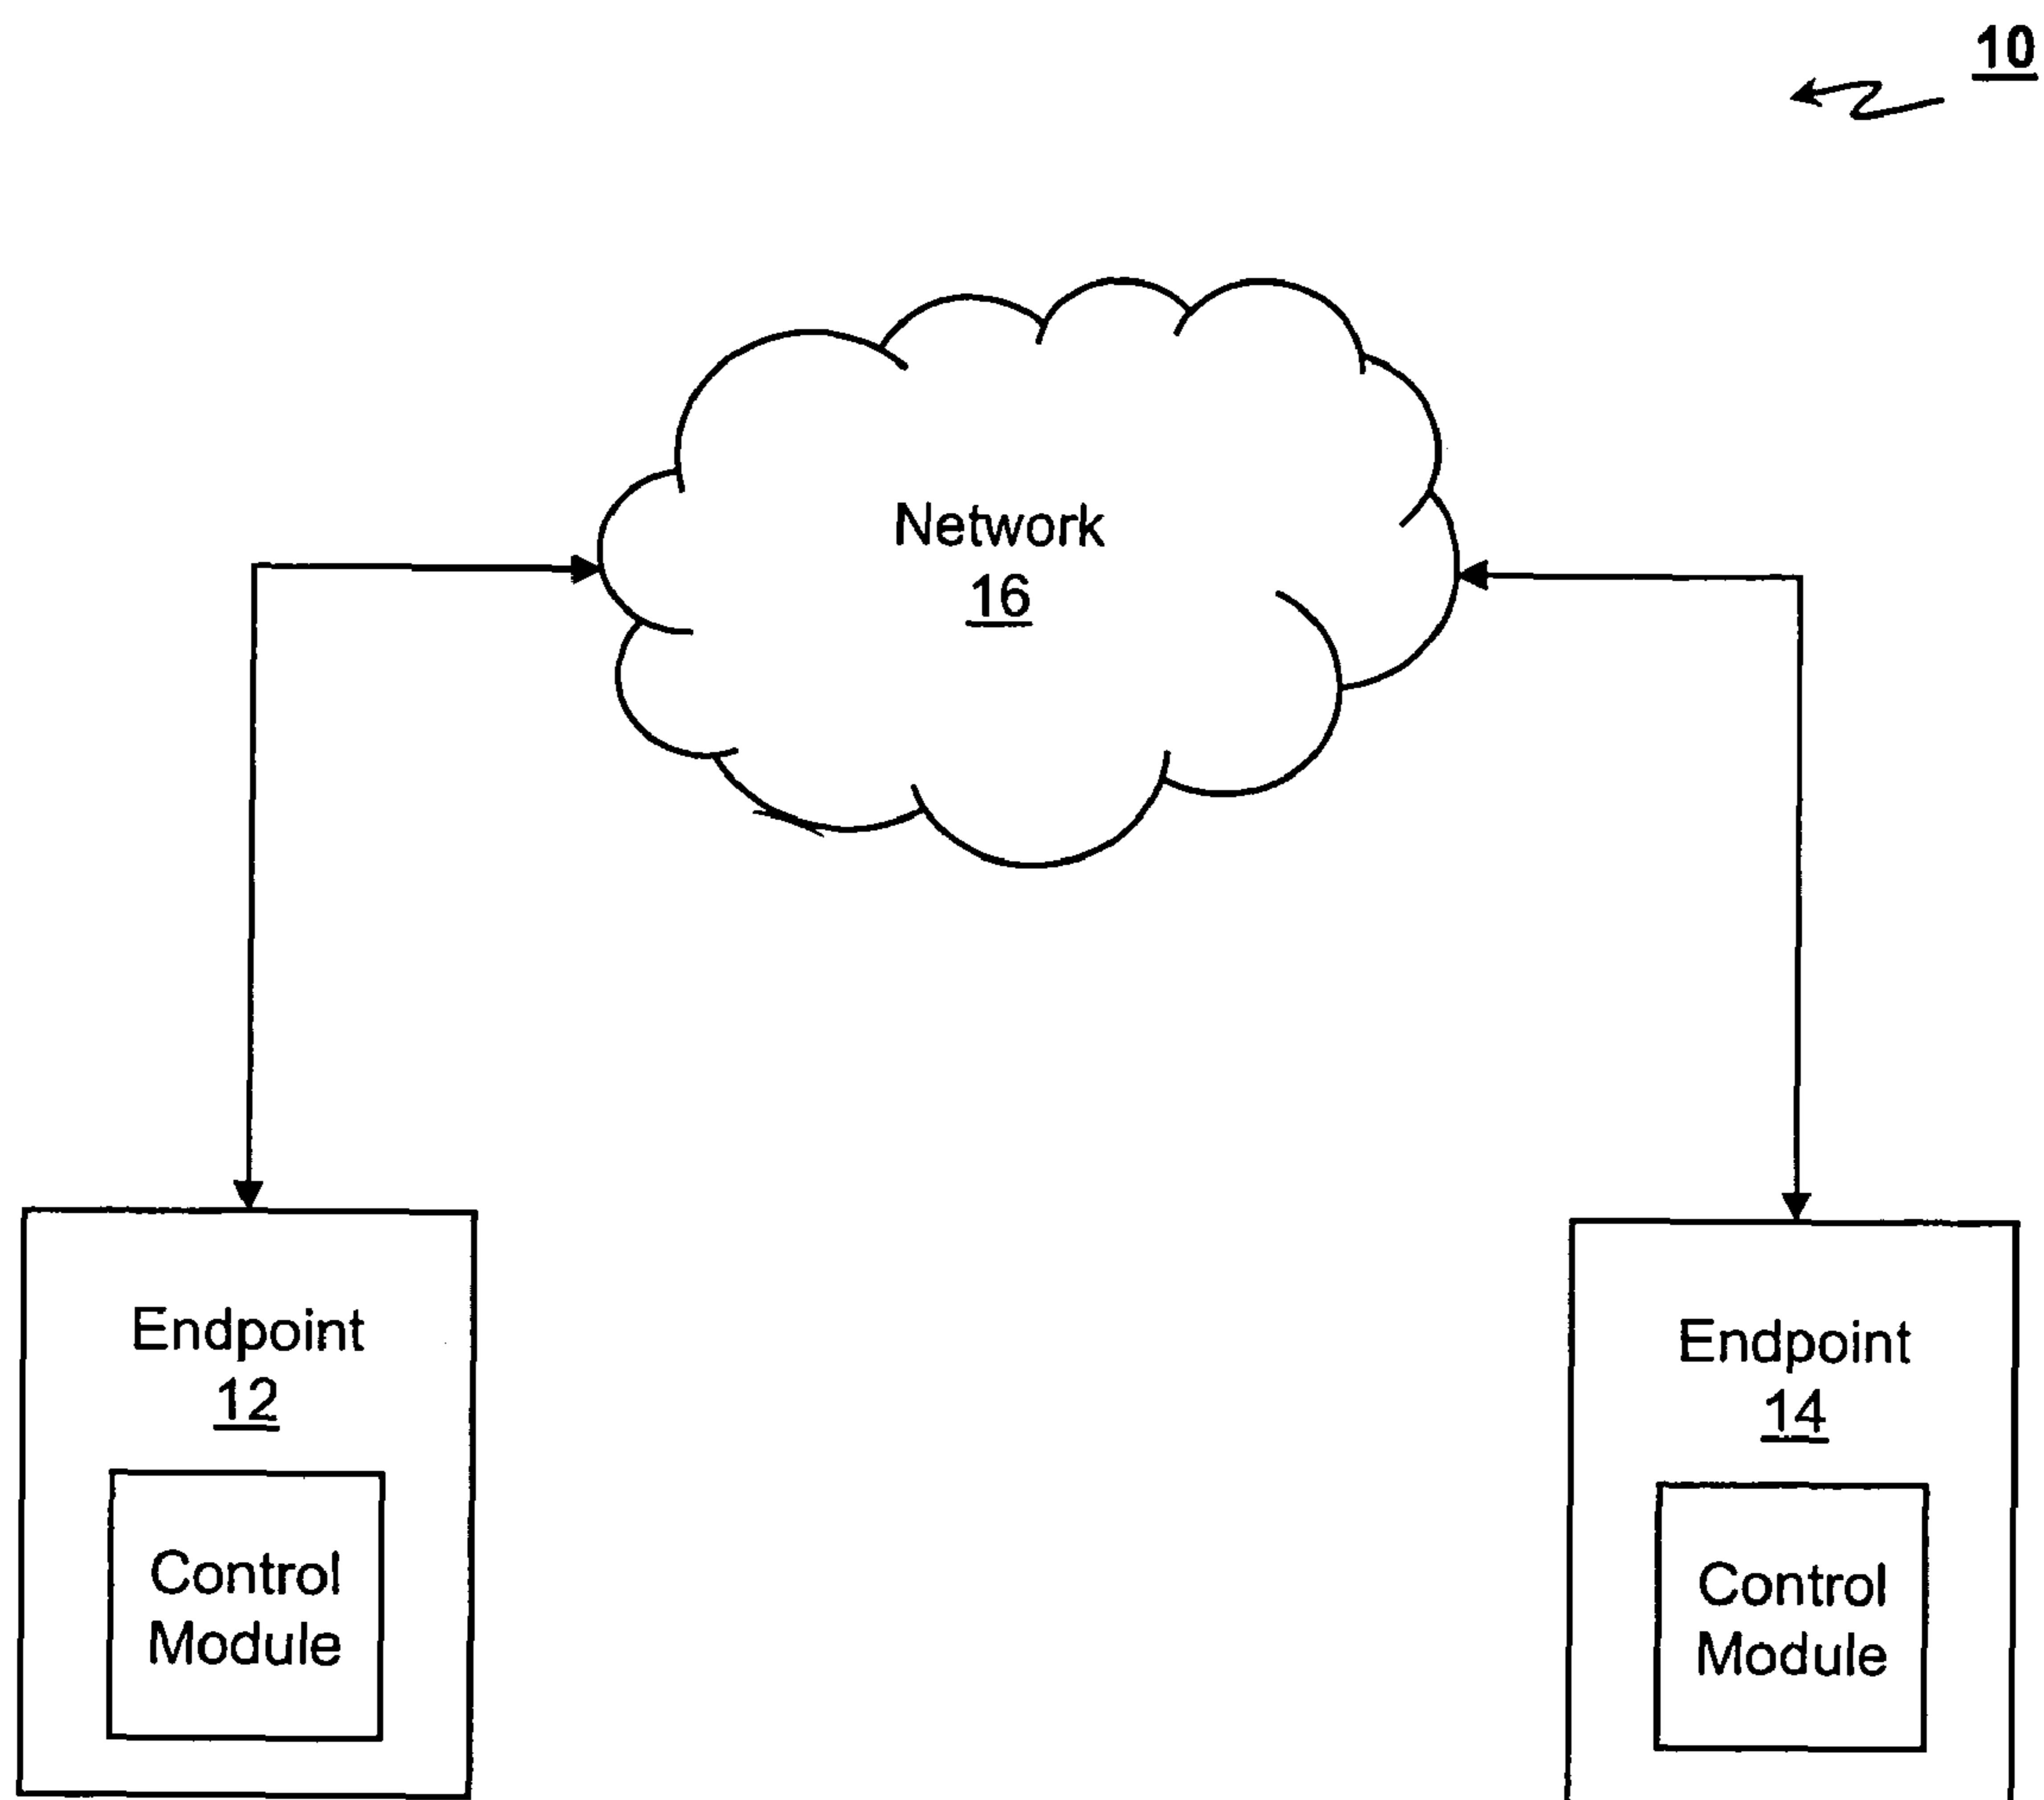 10
Network
16
Endpoint
12
Control
Module
Endpoint
14
Control
Module